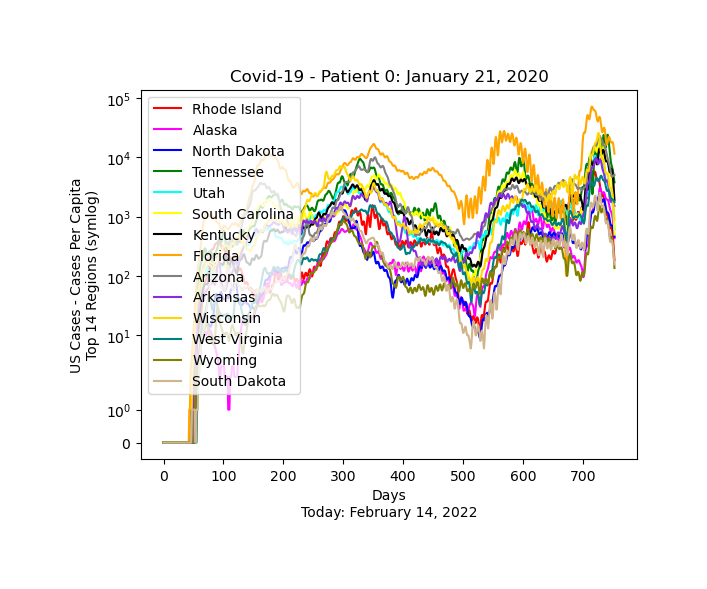 Covid-19 - Patient 0: January 21, 2020
US Cases - Cases Per Capita
Top 14 Regions (symlog)
10^5
10^4
10^3
10^2
10^1
10^0
0
Rhode Island
Alaska
North Dakota
Tennessee
Utah
South Carolina
Kentucky
Florida
Arizona
Arkansas
Wisconsin
West Virginia
Wyoming
South Dakota
0 100 200 300 400 500 600 700
Days
Today: February 14, 2022